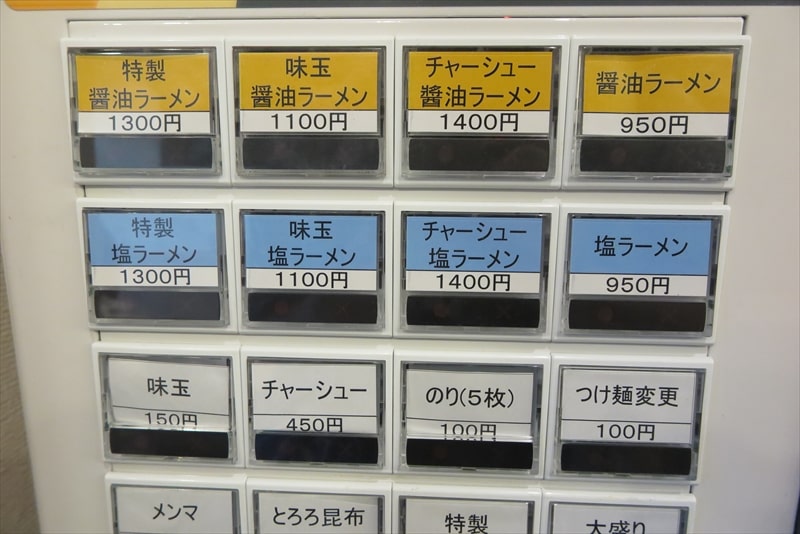 特製
醤油ラーメン
1300円
味玉
醤油ラーメン
1100円
チャーシュー
醬油ラーメン
1400円
醤油ラーメン
950円
特製
塩ラーメン
1300円
味玉
塩ラーメン
1100円
チャーシュー
塩ラーメン
1400円
塩ラーメン
950円
味玉
150円
チャーシュー
450円
のり(5枚)
100円
つけ麺変更
100円
メンマ
とろろ昆布
特製
大盛り